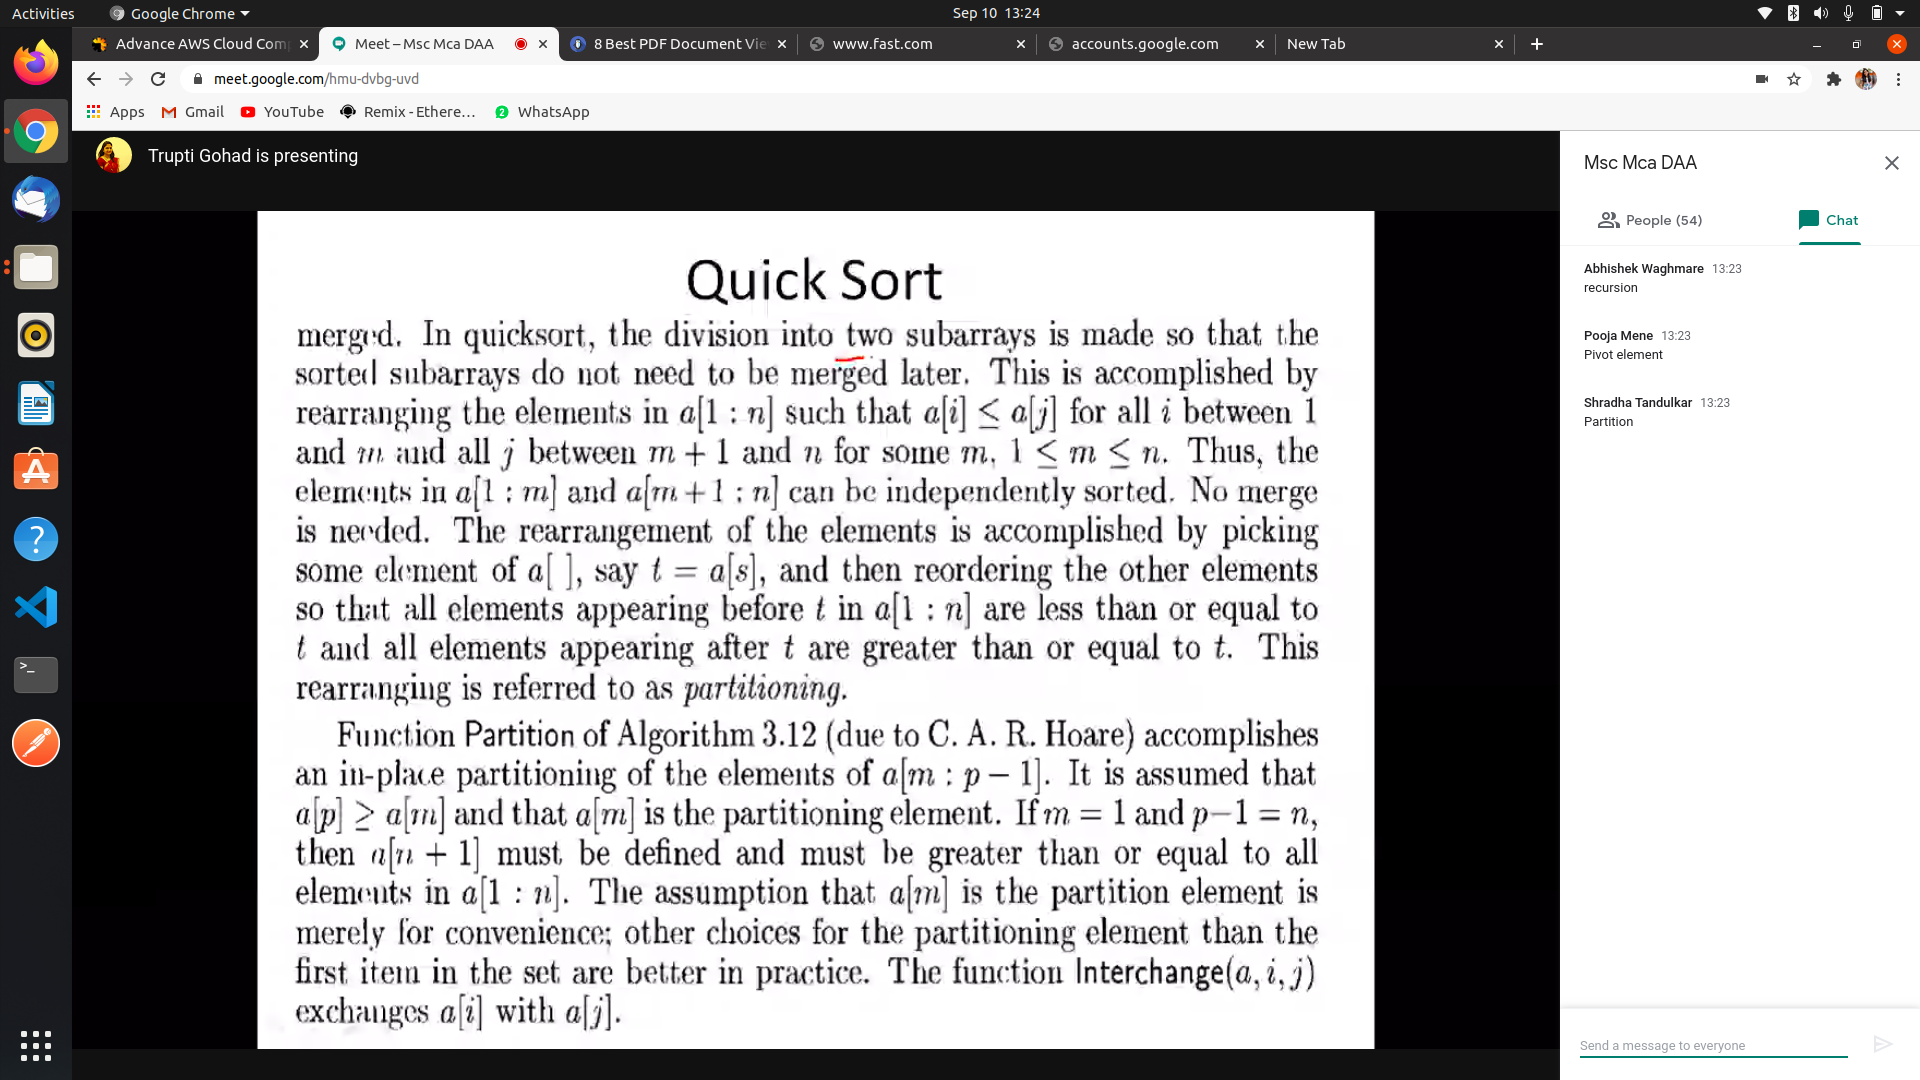 Activities
Google Chrome
Sep 10 13:24
Advance AWS Cloud Comp
Meet – Msc Mca DAA
8 Best PDF Document Vie
www.fast.com
accounts.google.com
New Tab
meet.google.com/hmu-dvbg-uvd
Apps
Gmail
YouTube
Remix - Ethere…
2
WhatsApp
Trupti Gohad is presenting
Quick Sort
merged. In quicksort, the division into two subarrays is made so that the
sorted subarrays do not need to be merged later. This is accomplished by
rearranging the elements in a[1 : n] such that a[i] ≤ a[j] for all i between 1
and m and all j between m + 1 and n for some m, 1 ≤ m ≤ n. Thus, the
elements in a[1 : m] and a[m + 1 : n] can be independently sorted. No merge
is needed. The rearrangement of the elements is accomplished by picking
some element of a[ ], say t = a[s], and then reordering the other elements
so that all elements appearing before t in a[1 : n] are less than or equal to
t and all elements appearing after t are greater than or equal to t. This
rearranging is referred to as partitioning.
Function Partition of Algorithm 3.12 (due to C. A. R. Hoare) accomplishes
an in-place partitioning of the elements of a[m : p − 1]. It is assumed that
a[p] ≥ a[m] and that a[m] is the partitioning element. If m = 1 and p−1 = n,
then a[n + 1] must be defined and must be greater than or equal to all
elements in a[1 : n]. The assumption that a[m] is the partition element is
merely for convenience; other choices for the partitioning element than the
first item in the set are better in practice. The function Interchange(a, i, j)
exchanges a[i] with a[j].
Msc Mca DAA
People (54)
Chat
Abhishek Waghmare 13:23
recursion
Pooja Mene 13:23
Pivot element
Shradha Tandulkar 13:23
Partition
Send a message to everyone